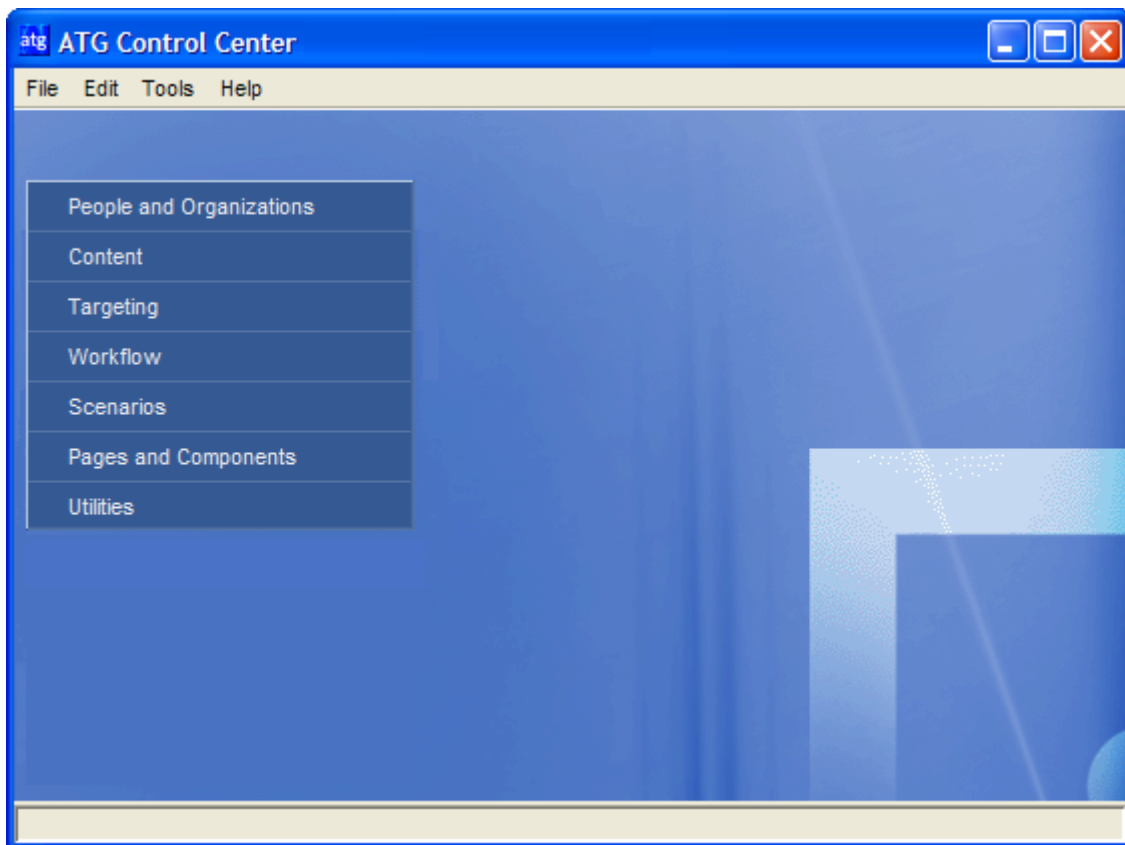 atg ATG Control Center
File Edit Tools Help
People and Organizations
Content
Targeting
Workflow
Scenarios
Pages and Components
Utilities